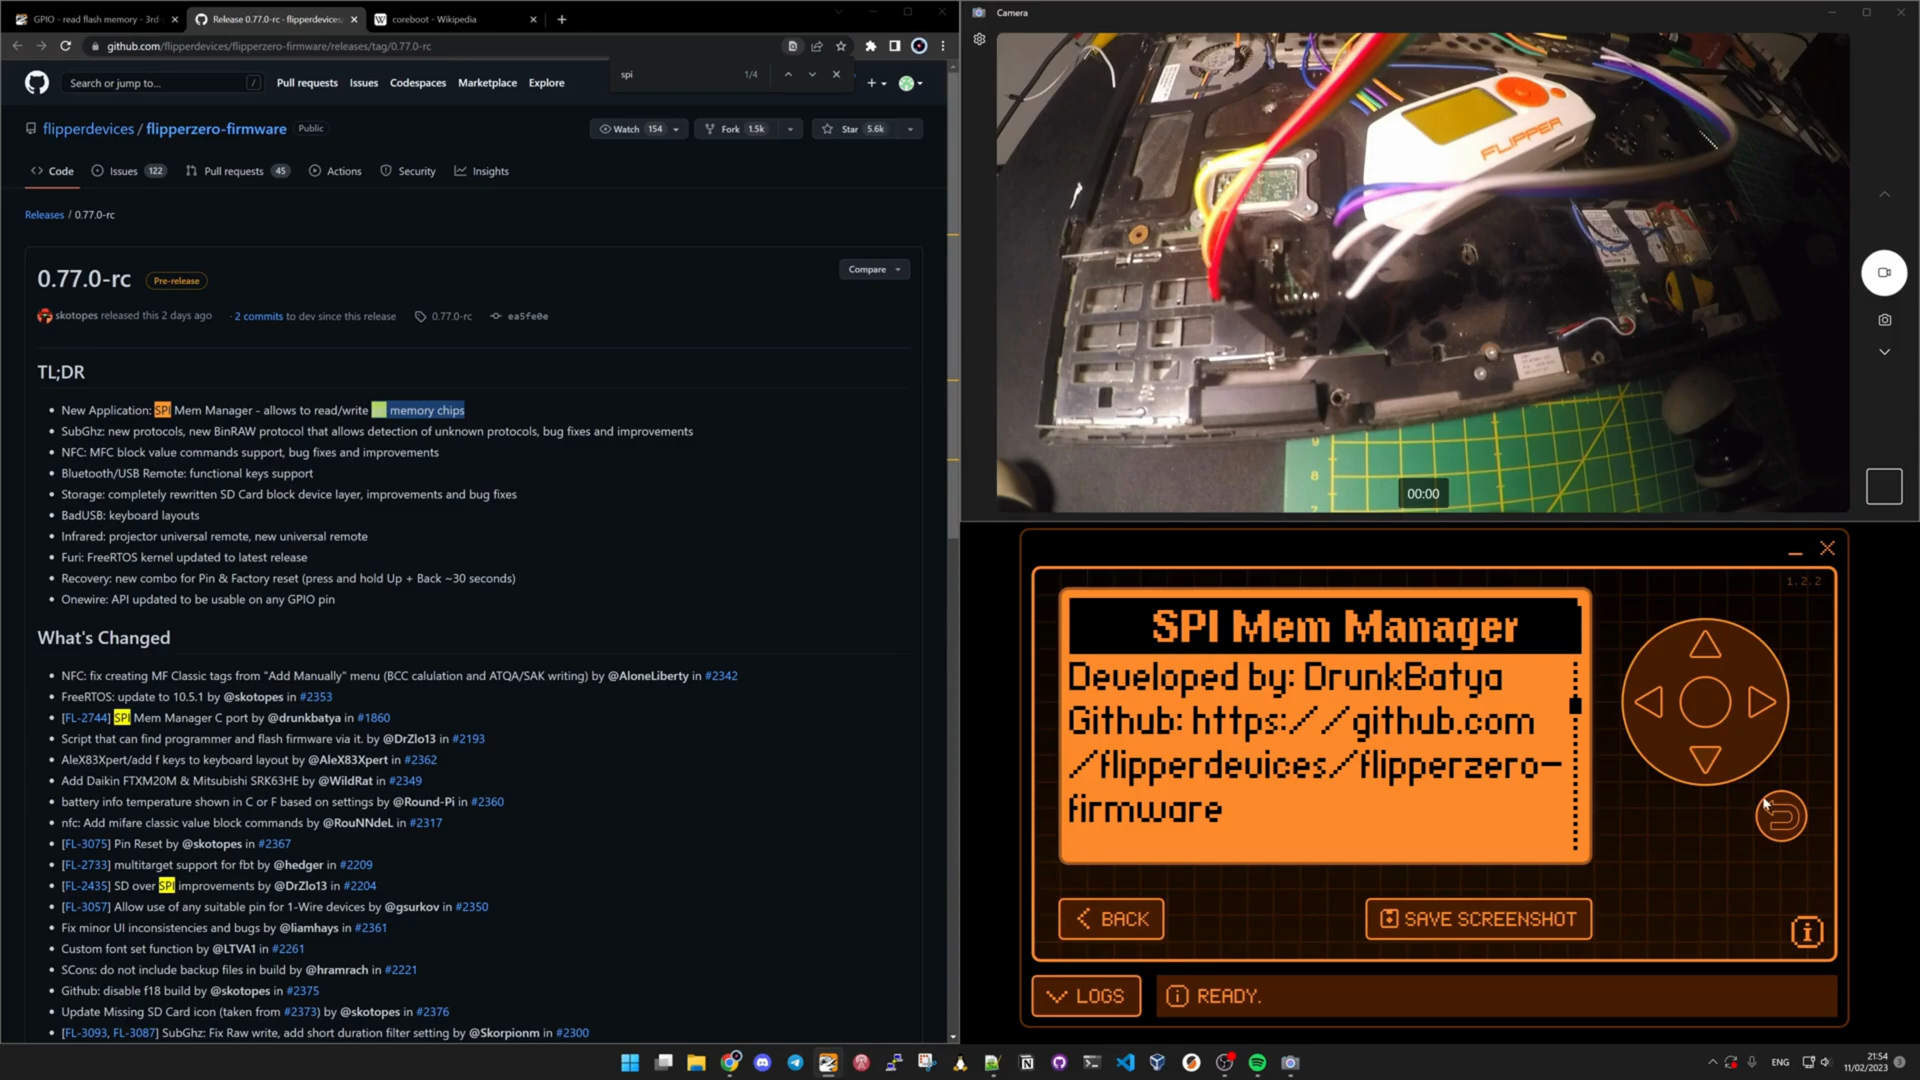 GPIO - read flash memory - 3rd
Release 0.77.0-rc · flipperdevices
coreboot - Wikipedia
github.com/flipperdevices/flipperzero-firmware/releases/tag/0.77.0-rc
spi
1/4
Search or jump to...
/
Pull requests
Issues
Codespaces
Marketplace
Explore
flipperdevices / flipperzero-firmware
Public
Watch 154
Fork 1.5k
Star 5.6k
Code
Issues 122
Pull requests 45
Actions
Security
Insights
Releases / 0.77.0-rc
0.77.0-rc
Pre-release
Compare
skotopes released this 2 days ago
· 2 commits to dev since this release
0.77.0-rc
ea5fe0e
TL;DR
New Application: SPI Mem Manager - allows to read/write memory chips
SubGhz: new protocols, new BinRAW protocol that allows detection of unknown protocols, bug fixes and improvements
NFC: MFC block value commands support, bug fixes and improvements
Bluetooth/USB Remote: functional keys support
Storage: completely rewritten SD Card block device layer, improvements and bug fixes
BadUSB: keyboard layouts
Infrared: projector universal remote, new universal remote
Furi: FreeRTOS kernel updated to latest release
Recovery: new combo for Pin & Factory reset (press and hold Up + Back ~30 seconds)
Onewire: API updated to be usable on any GPIO pin
What's Changed
NFC: fix creating MF Classic tags from "Add Manually" menu (BCC calulation and ATQA/SAK writing) by @AloneLiberty in #2342
FreeRTOS: update to 10.5.1 by @skotopes in #2353
[FL-2744] SPI Mem Manager C port by @drunkbatya in #1860
Script that can find programmer and flash firmware via it. by @DrZlo13 in #2193
AleX83Xpert/add f keys to keyboard layout by @AleX83Xpert in #2362
Add Daikin FTXM20M & Mitsubishi SRK63HE by @WildRat in #2349
battery info temperature shown in C or F based on settings by @Round-Pi in #2360
nfc: Add mifare classic value block commands by @RouNNdeL in #2317
[FL-3075] Pin Reset by @skotopes in #2367
[FL-2733] multitarget support for fbt by @hedger in #2209
[FL-2435] SD over SPI improvements by @DrZlo13 in #2204
[FL-3057] Allow use of any suitable pin for 1-Wire devices by @gsurkov in #2350
Fix minor UI inconsistencies and bugs by @liamhays in #2361
Custom font set function by @LTVA1 in #2261
SCons: do not include backup files in build by @hramrach in #2221
Github: disable f18 build by @skotopes in #2375
Update Missing SD Card icon (taken from #2373) by @skotopes in #2376
[FL-3093, FL-3087] SubGhz: Fix Raw write, add short duration filter setting by @Skorpionm in #2300
Camera
FLIPPER
9
8
00:00
1.2.2
SPI Mem Manager
Developed by: DrunkBatya
Github: https://github.com
/flipperdevices/flipperzero-
firmware
BACK
SAVE SCREENSHOT
LOGS
READY.
ENG
21:54
11/02/2023